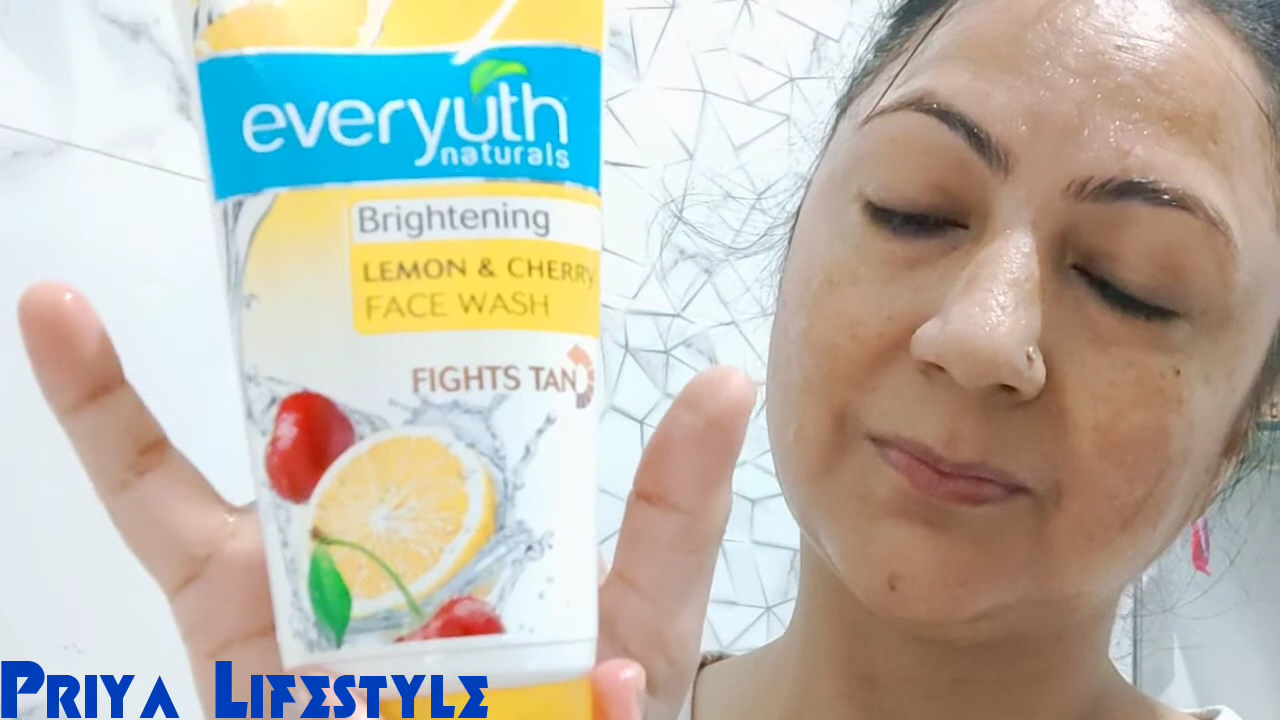 everyuth
naturals
Brightening
LEMON & CHERRY
FACE WASH
FIGHTS TAN
PRIYA LIFESTYLE